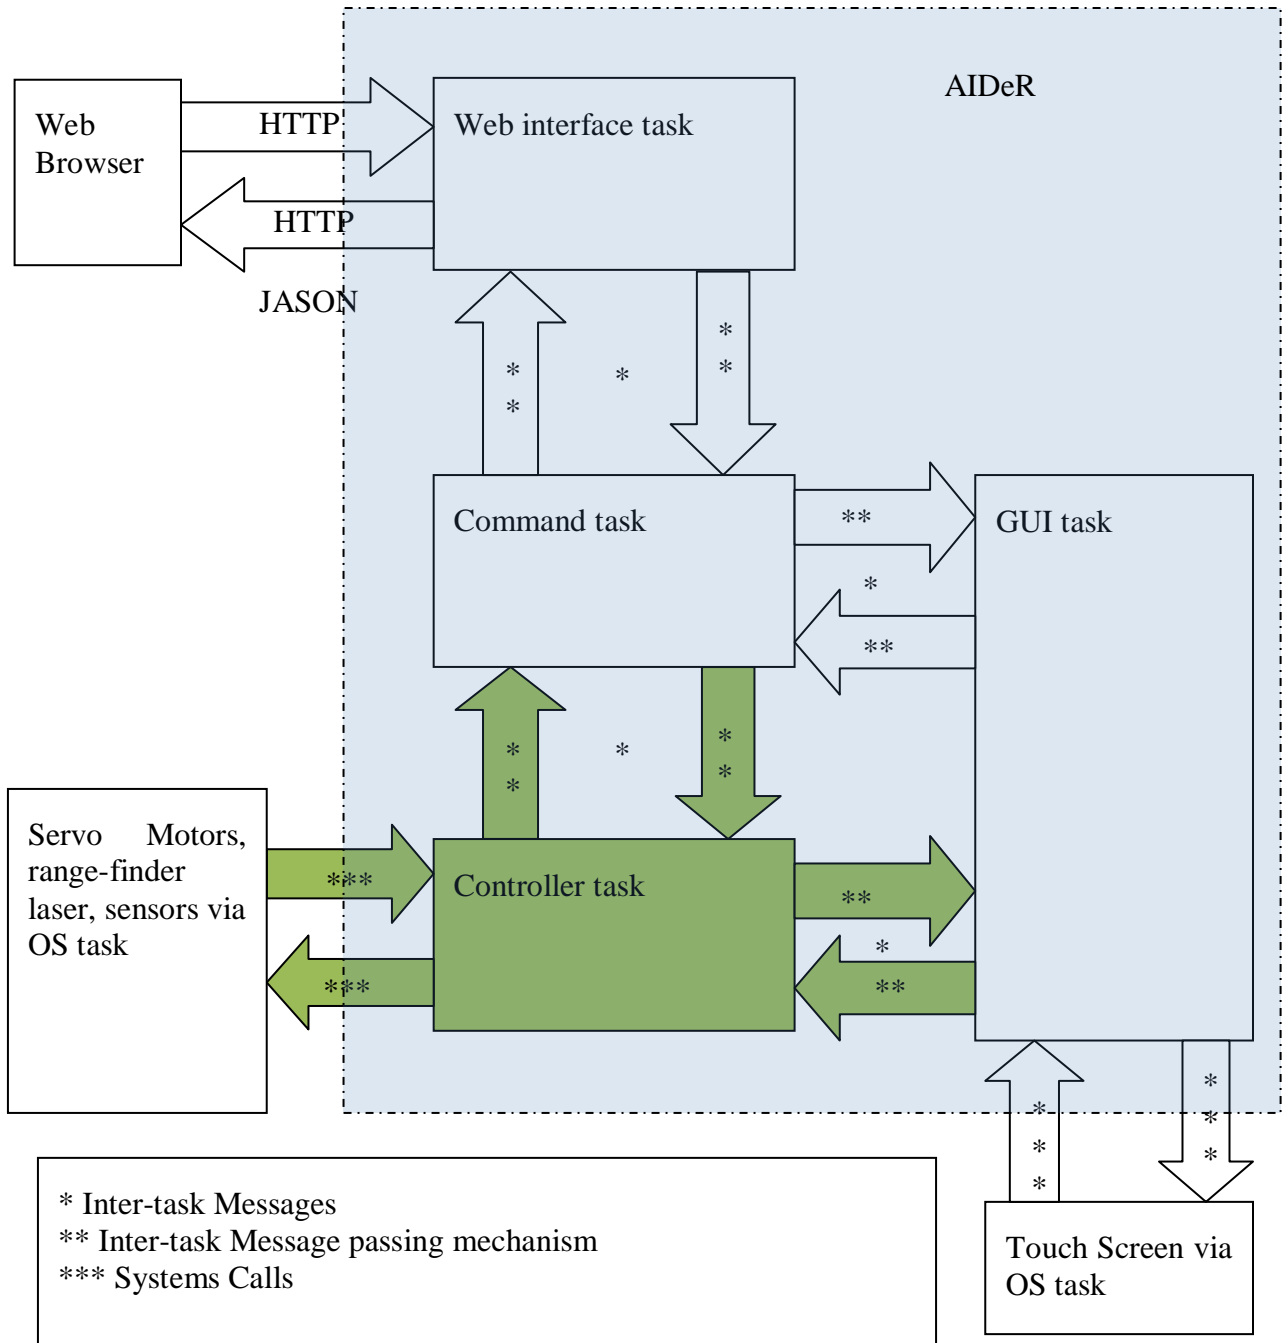 AIDeR
Web
Browser
HTTP
Web interface task
HTTP
JASON
*
*
*
*
*
Command task
**
GUI task
*
**
*
*
*
*
*
Servo Motors,
range-finder
laser, sensors via
OS task
***
Controller task
**
*
***
**
*
*
*
*
*
*
* Inter-task Messages
** Inter-task Message passing mechanism
*** Systems Calls
Touch Screen via
OS task